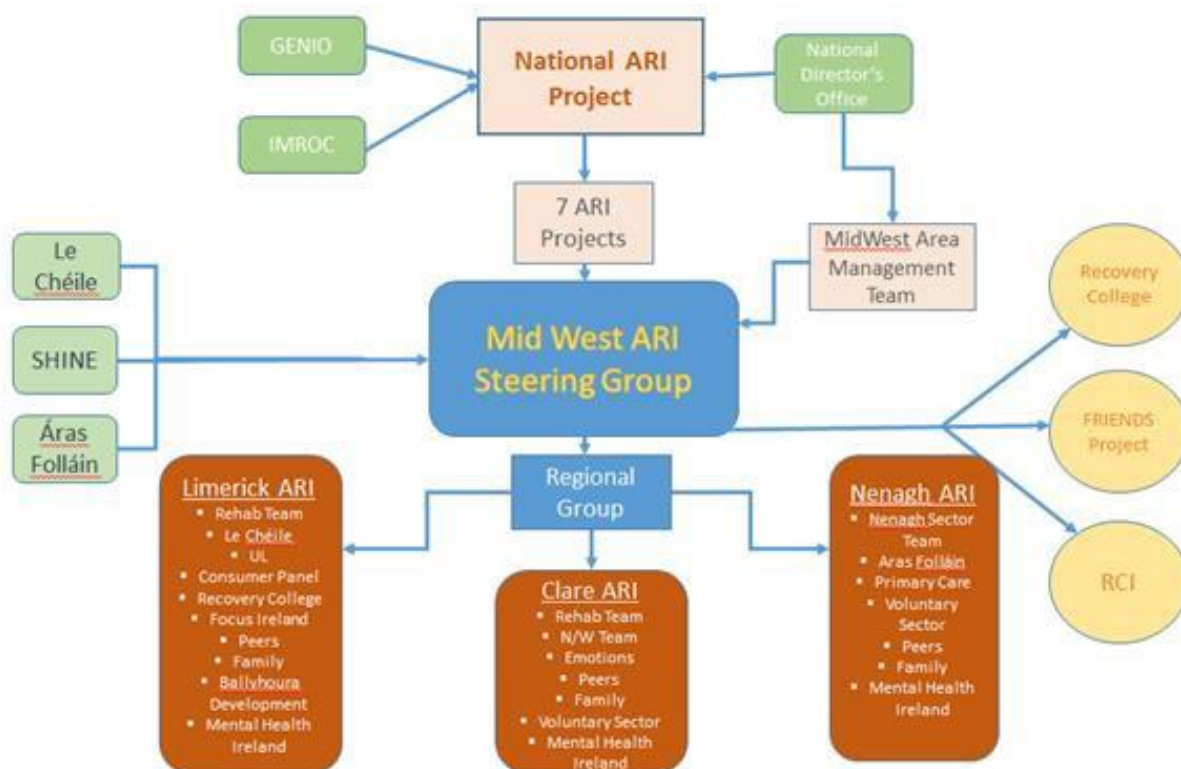 GENIO
IMROC
National ARI
Project
National
Director's
Office
7 ARI
Projects
MidWest Area
Management
Team
Le
Chéile
SHINE
Áras
Folláin
Mid West ARI
Steering Group
Recovery
College
FRIENDS
Project
RCI
Regional
Group
Limerick ARI
▪ Rehab Team
▪ Le Chéile
▪ UL
▪ Consumer Panel
▪ Recovery College
▪ Focus Ireland
▪ Peers
▪ Family
▪ Ballyhoura
Development
▪ Mental Health
Ireland
Clare ARI
▪ Rehab Team
▪ N/W Team
▪ Emotions
▪ Peers
▪ Family
▪ Voluntary Sector
▪ Mental Health
Ireland
Nenagh ARI
▪ Nenagh Sector
Team
▪ Aras Folláin
▪ Primary Care
▪ Voluntary
Sector
▪ Peers
▪ Family
▪ Mental Health
Ireland